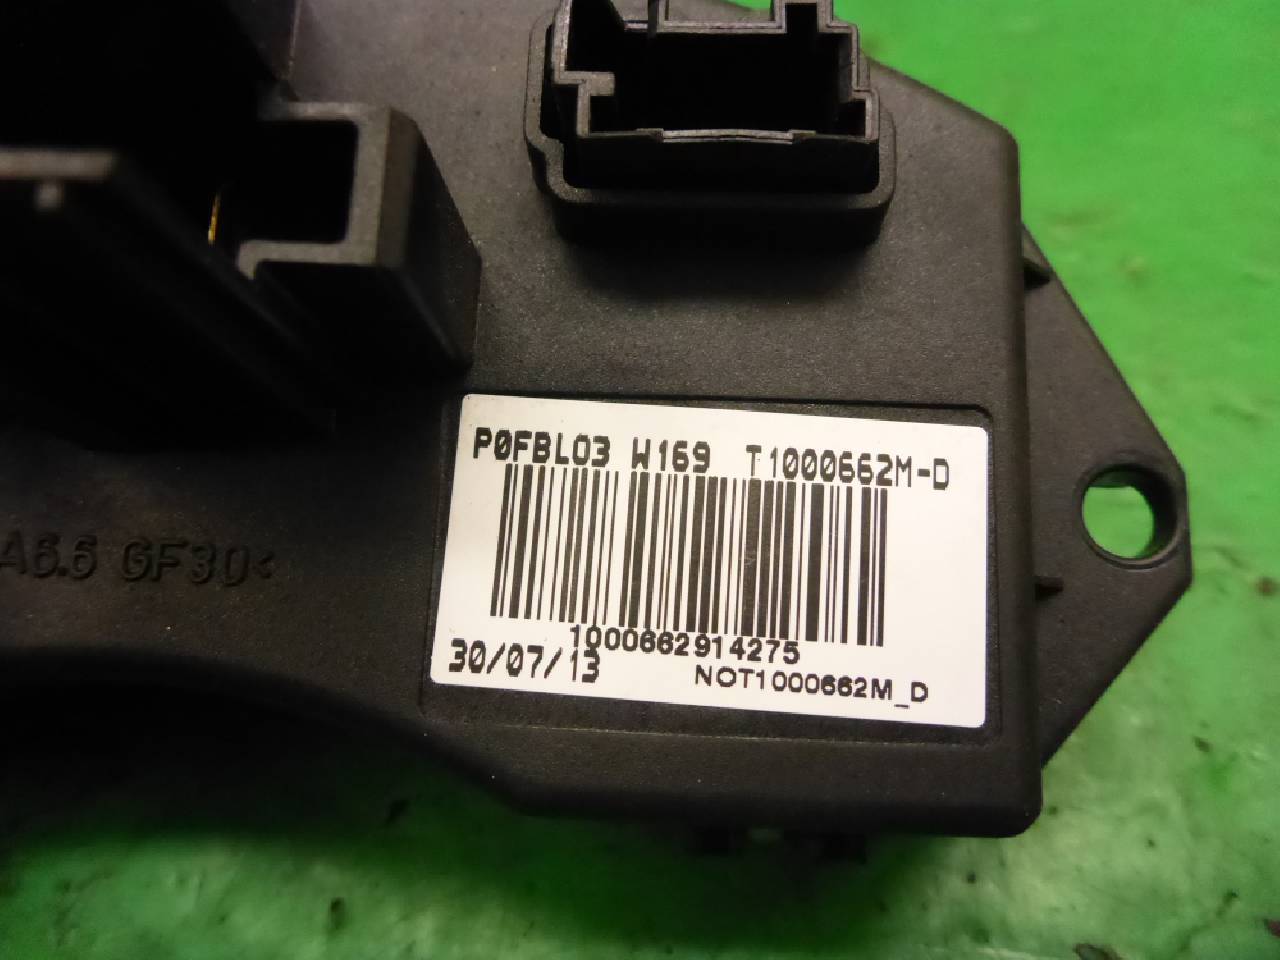 P0FBL03 W169 T1000662M-D
A6.6 GF30<
1000662914275
30/07/13
NOT1000662M_D